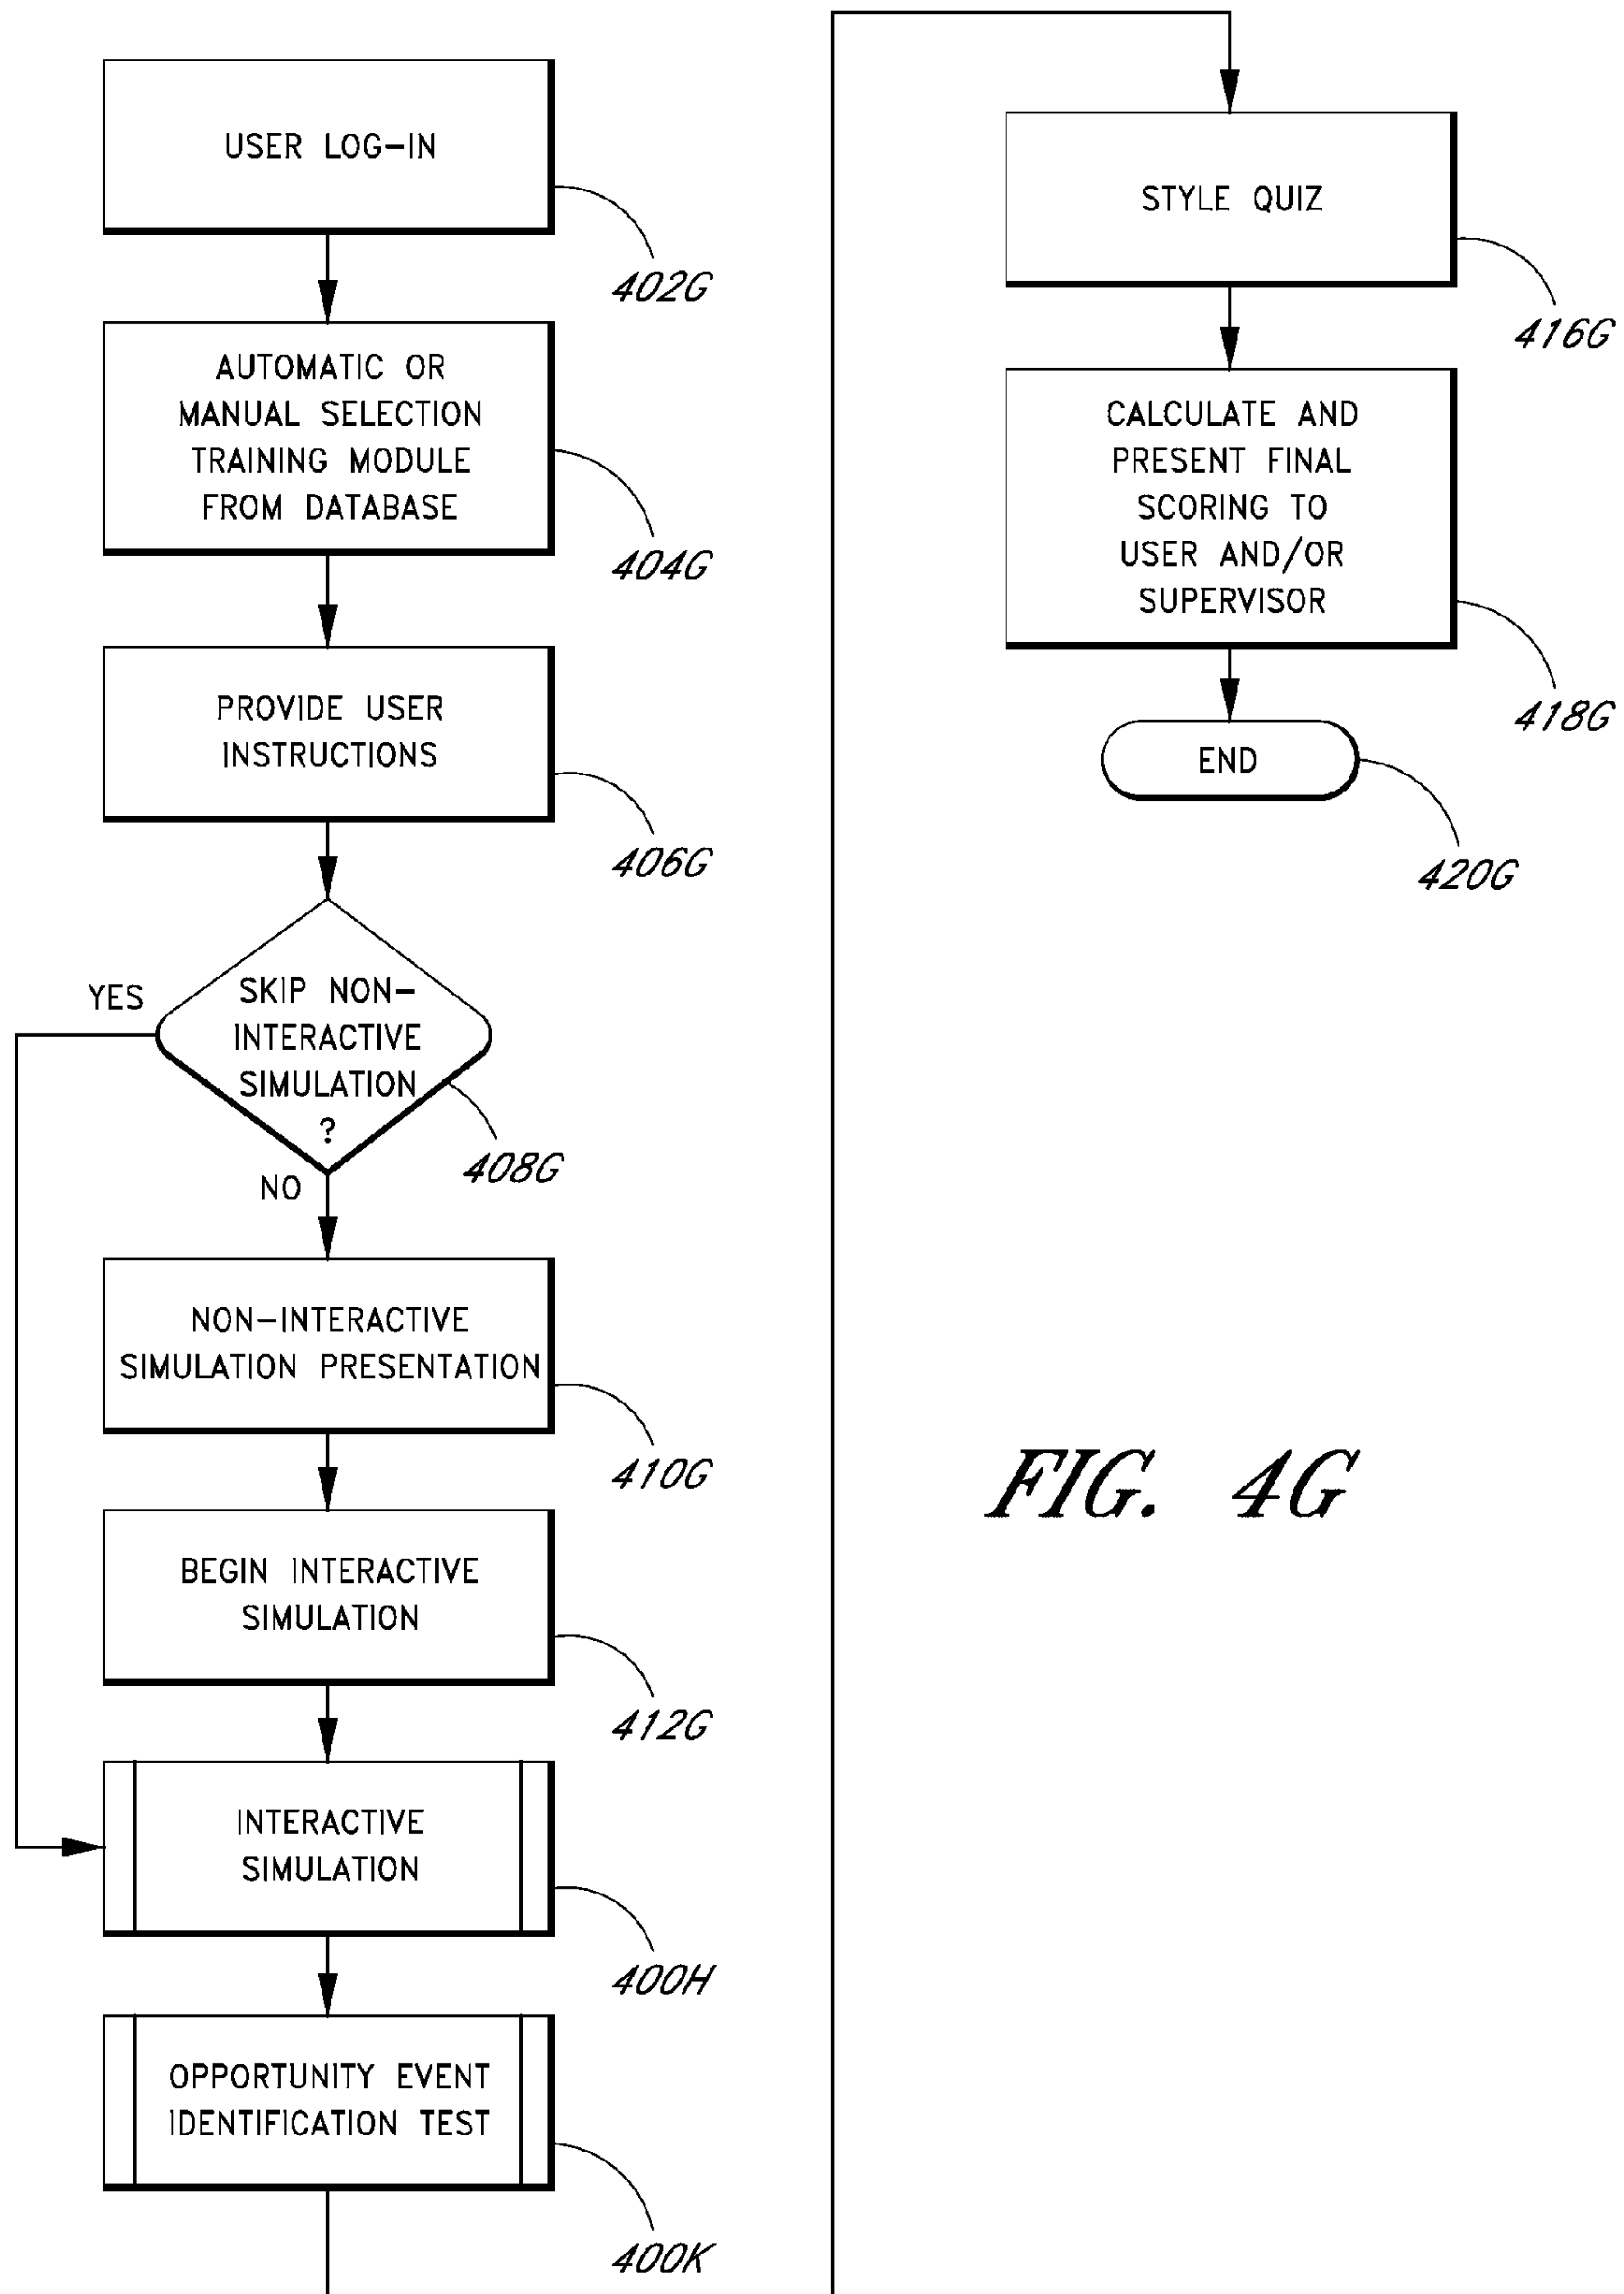 USER LOG-IN
402G
AUTOMATIC OR
MANUAL SELECTION
TRAINING MODULE
FROM DATABASE
404G
PROVIDE USER
INSTRUCTIONS
406G
SKIP NON-
INTERACTIVE
SIMULATION
?
YES
408G
NO
NON-INTERACTIVE
SIMULATION PRESENTATION
410G
BEGIN INTERACTIVE
SIMULATION
412G
INTERACTIVE
SIMULATION
400H
OPPORTUNITY EVENT
IDENTIFICATION TEST
400K
STYLE QUIZ
416G
CALCULATE AND
PRESENT FINAL
SCORING TO
USER AND/OR
SUPERVISOR
418G
END
420G
FIG. 4G